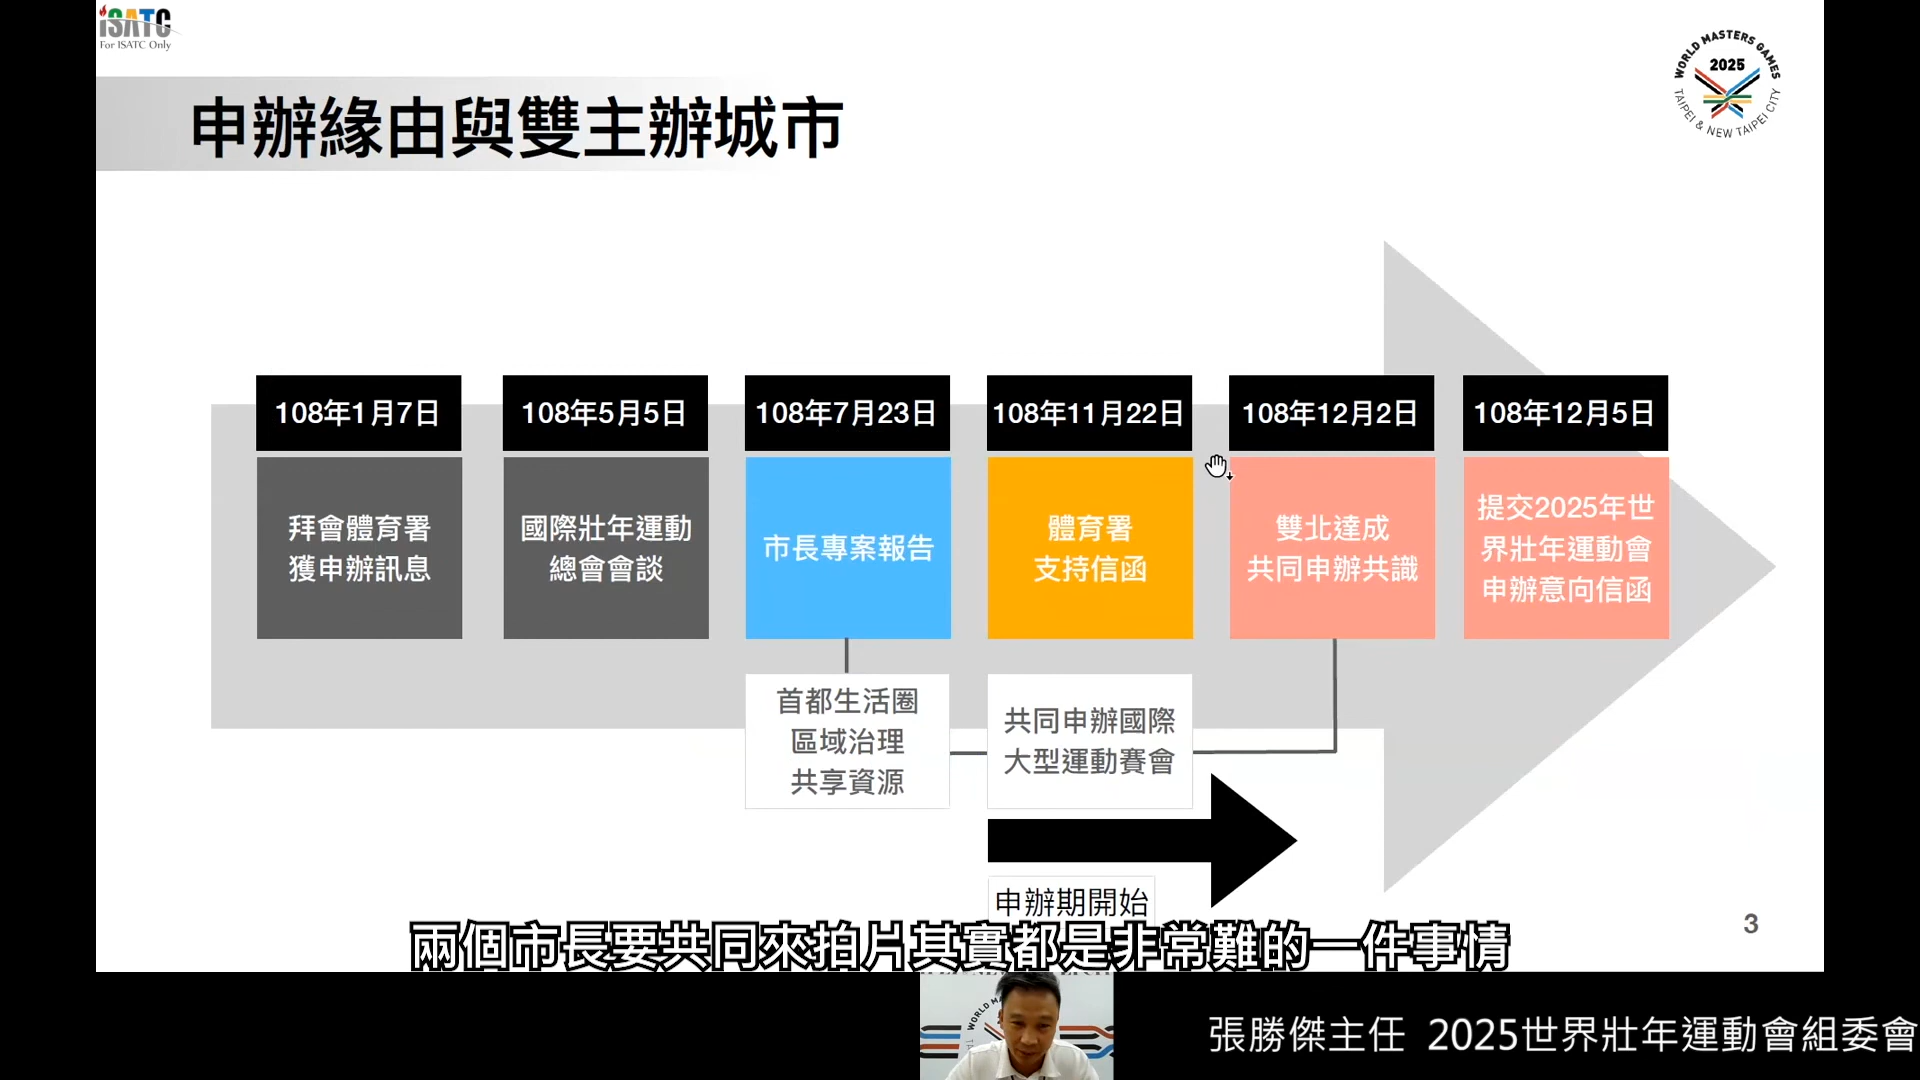 iSATC
For ISATC Only
WORLD MASTERS GAMES
2025
TAIPEI & NEW TAIPEI CITY
申辦緣由與雙主辦城市
108年1月7日
拜會體育署
獲申辦訊息
108年5月5日
國際壯年運動
總會會談
108年7月23日
市長專案報告
首都生活圈
區域治理
共享資源
108年11月22日
體育署
支持信函
共同申辦國際
大型運動賽會
108年12月2日
雙北達成
共同申辦共識
108年12月5日
提交2025年世
界壯年運動會
申辦意向信函
申辦期開始
3
兩個市長要共同來拍片其實都是非常難的一件事情
WORLD MA
張勝傑主任 2025世界壯年運動會組委會